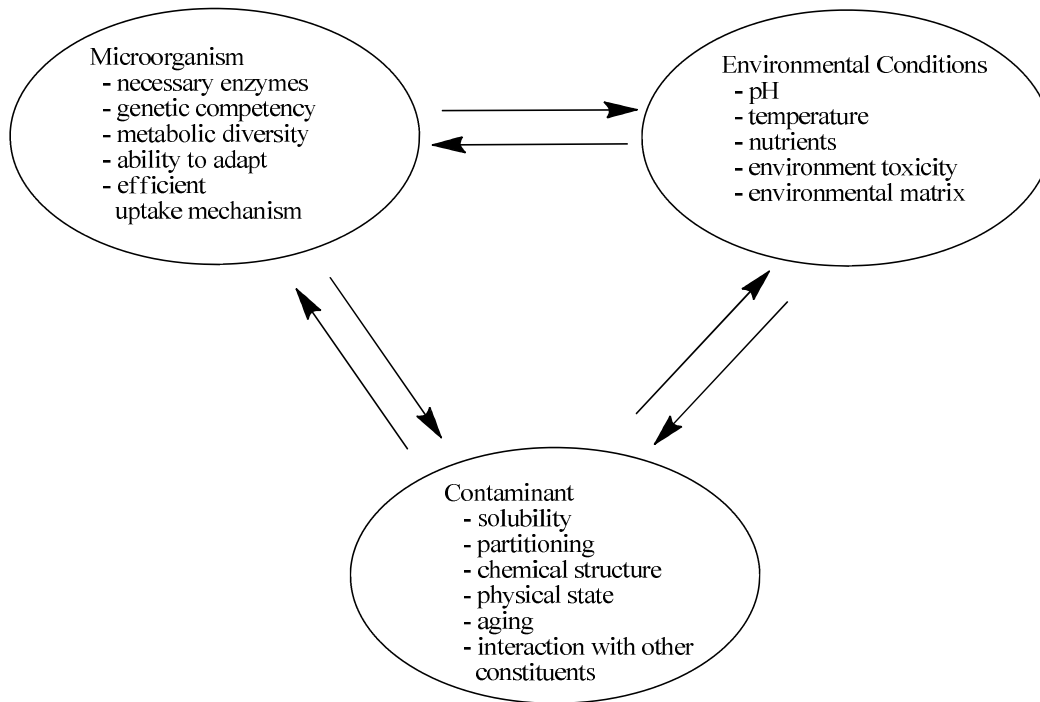 Microorganism
- necessary enzymes
- genetic competency
- metabolic diversity
- ability to adapt
- efficient
uptake mechanism
Environmental Conditions
- pH
- temperature
- nutrients
- environment toxicity
- environmental matrix
Contaminant
- solubility
- partitioning
- chemical structure
- physical state
- aging
- interaction with other
constituents